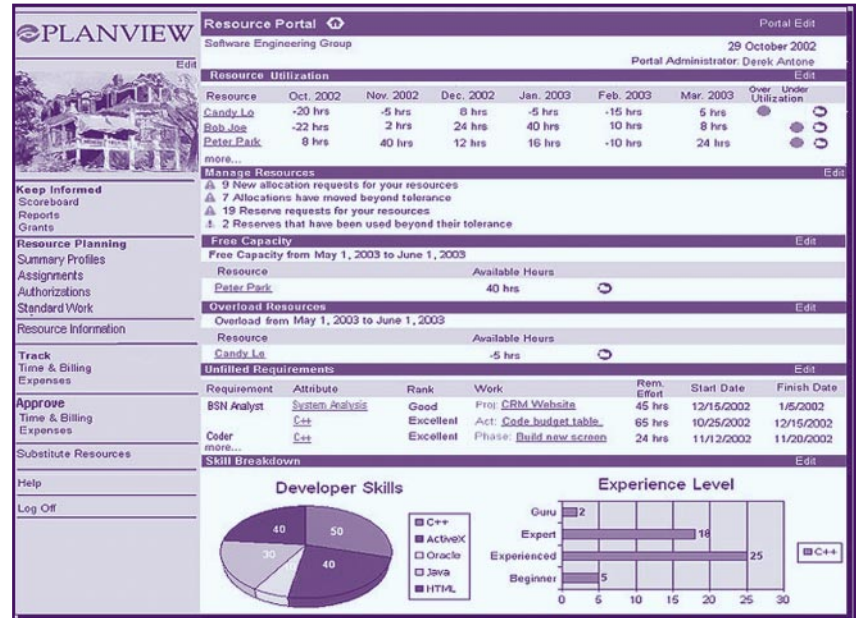 PLANVIEW
Edit
Keep Informed
Scoreboard
Reports
Grants
Resource Planning
Summary Profiles
Assignments
Authorizations
Standard Work
Resource Information
Track
Time & Billing
Expenses
Approve
Time & Billing
Expenses
Substitute Resources
Help
Log Off
Resource Portal Portal Edit
Software Engineering Group 29 October 2002
Portal Administrator: Derek Antone
Resource Utilization Edit
Resource Oct. 2002 Nov. 2002 Dec. 2002 Jan. 2003 Feb. 2003 Mar. 2003 Over Under
Utilization
Candy Lo -20 hrs -5 hrs 8 hrs -5 hrs -15 hrs 5 hrs
Bob Joe -22 hrs 2 hrs 24 hrs 40 hrs 10 hrs 8 hrs
Peter Park 8 hrs 40 hrs 12 hrs 16 hrs -10 hrs 24 hrs
more...
Manage Resources Edit
9 New allocation requests for your resources
7 Allocations have moved beyond tolerance
19 Reserve requests for your resources
2 Reserves that have been used beyond their tolerance
Free Capacity Edit
Free Capacity from May 1, 2003 to June 1, 2003
Resource Available Hours
Peter Park 40 hrs
Overload Resources Edit
Overload from May 1, 2003 to June 1, 2003
Resource Available Hours
Candy Lo -5 hrs
Unfilled Requirements Edit
Requirement Attribute Rank Work Rem. Effort Start Date Finish Date
BSN Analyst System Analysis Good Proj: CRM Website 45 hrs 12/15/2002 1/5/2002
C++ Excellent Act: Code budget table 65 hrs 10/25/2002 12/15/2002
Coder C++ Excellent Phase: Build new screen 24 hrs 11/12/2002 11/20/2002
more...
Skill Breakdown Edit
Developer Skills
40 50
30 40
C++
ActiveX
Oracle
Java
HTML
Experience Level
Guru 2
Expert 18
Experienced 25
Beginner 5
0 5 10 15 20 25 30
C++